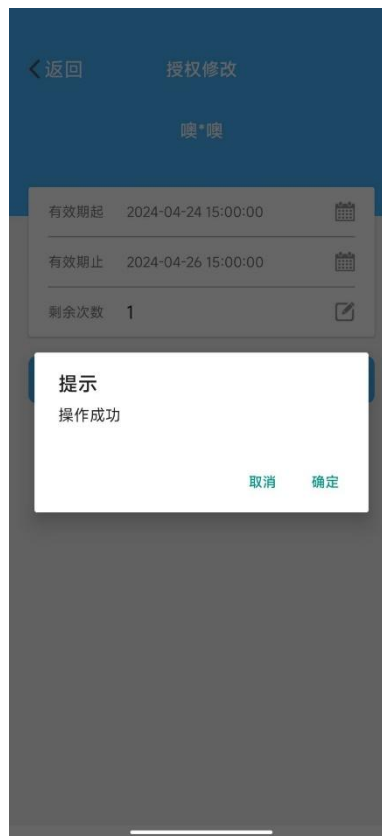 返回 授权修改
噢*噢
有效期起 2024-04-24 15:00:00
有效期止 2024-04-26 15:00:00
剩余次数 1
提示
操作成功
取消 确定